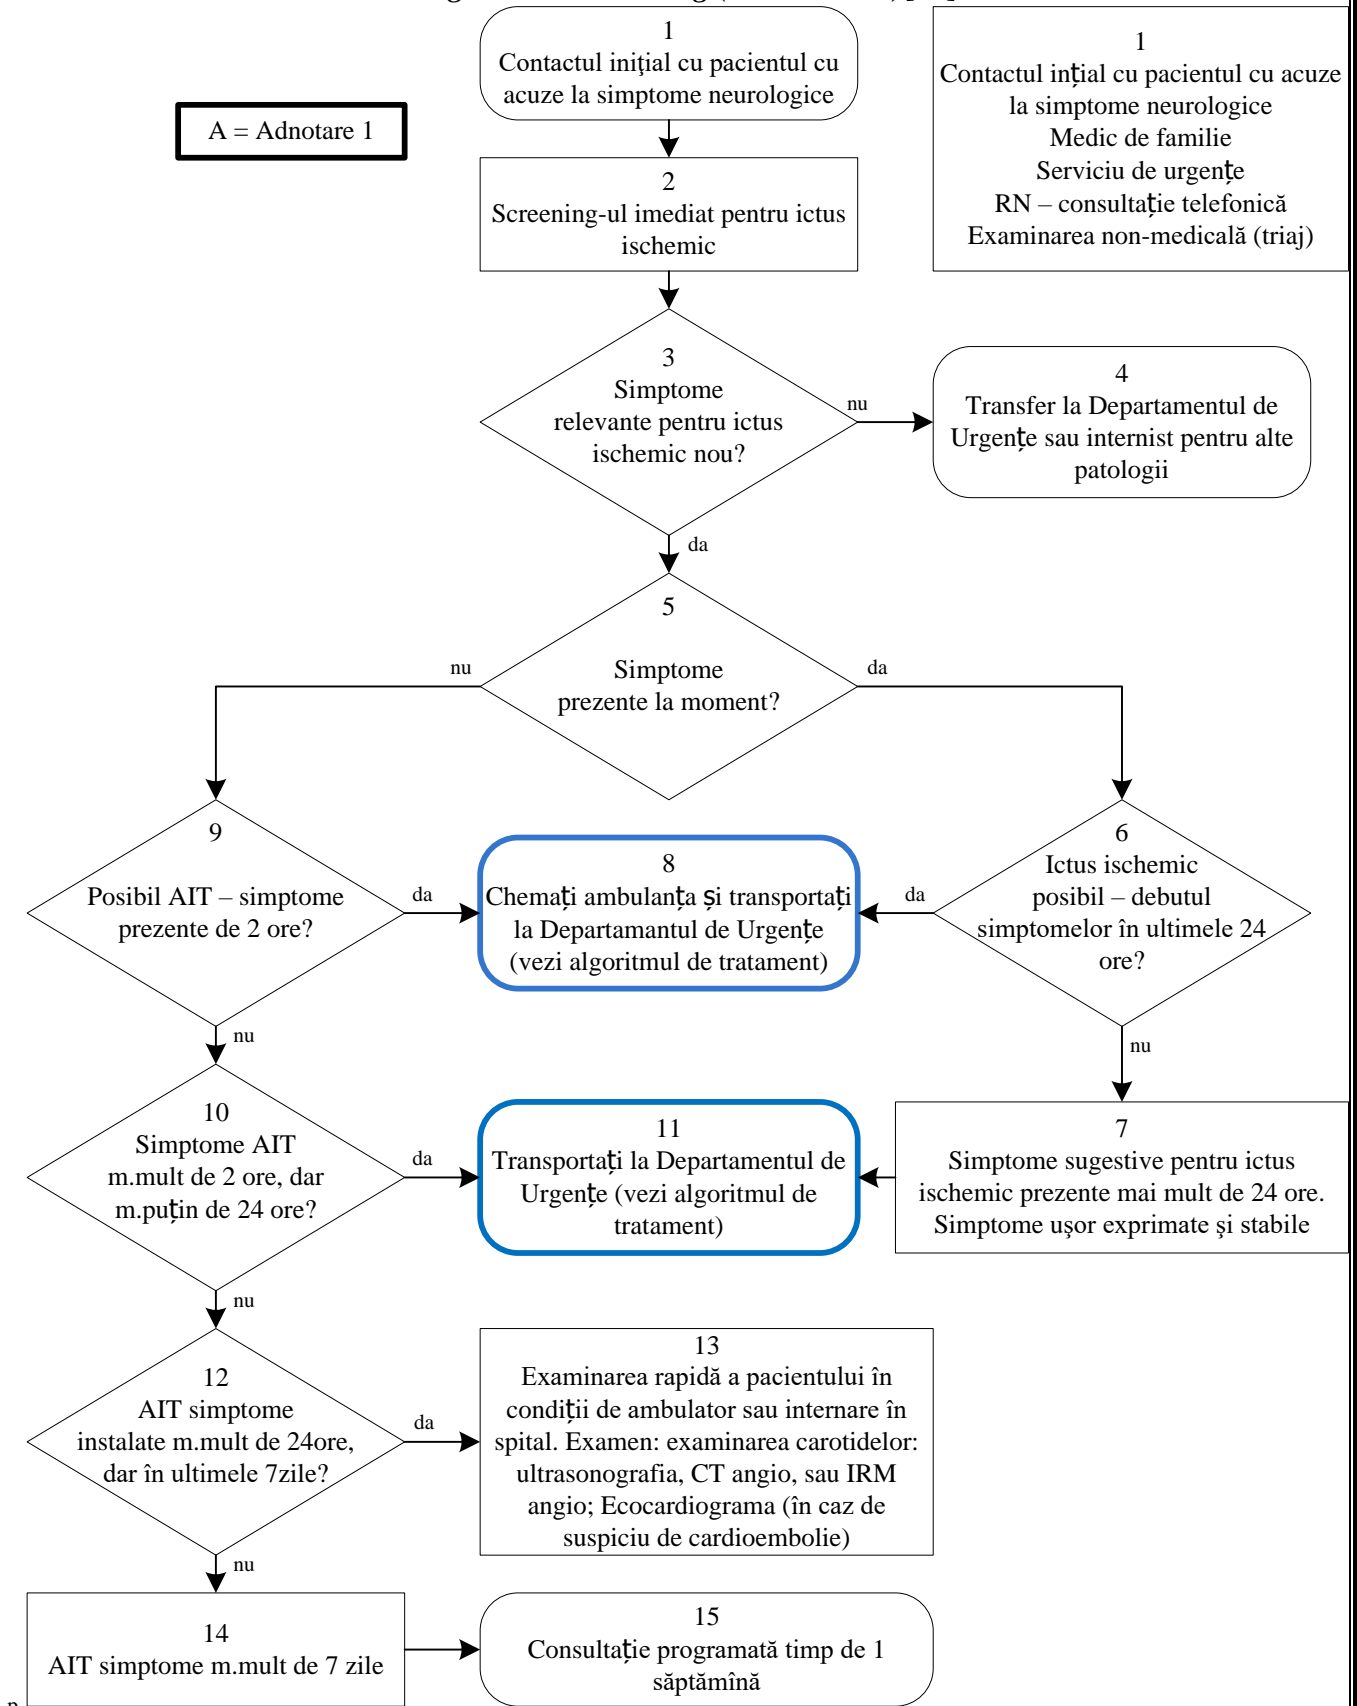 1
Contactul iniţial cu pacientul cu
acuze la simptome neurologice
1
Contactul ințial cu pacientul cu acuze
la simptome neurologice
Medic de familie
Serviciu de urgențe
RN – consultație telefonică
Examinarea non-medicală (triaj)
A = Adnotare 1
2
Screening-ul imediat pentru ictus
ischemic
3
Simptome
relevante pentru ictus
ischemic nou?
nu
4
Transfer la Departamentul de
Urgențe sau internist pentru alte
patologii
da
5
Simptome
prezente la moment?
nu
da
9
Posibil AIT – simptome
prezente de 2 ore?
da
8
Chemați ambulanța și transportați
la Departamantul de Urgențe
(vezi algoritmul de tratament)
da
6
Ictus ischemic
posibil – debutul
simptomelor în ultimele 24
ore?
nu
nu
10
Simptome AIT
m.mult de 2 ore, dar
m.puțin de 24 ore?
da
11
Transportați la Departamentul de
Urgențe (vezi algoritmul de
tratament)
7
Simptome sugestive pentru ictus
ischemic prezente mai mult de 24 ore.
Simptome uşor exprimate şi stabile
nu
12
AIT simptome
instalate m.mult de 24ore,
dar în ultimele 7zile?
da
13
Examinarea rapidă a pacientului în
condiții de ambulator sau internare în
spital. Examen: examinarea carotidelor:
ultrasonografia, CT angio, sau IRM
angio; Ecocardiograma (în caz de
suspiciu de cardioembolie)
nu
14
AIT simptome m.mult de 7 zile
15
Consultație programată timp de 1
săptămînă